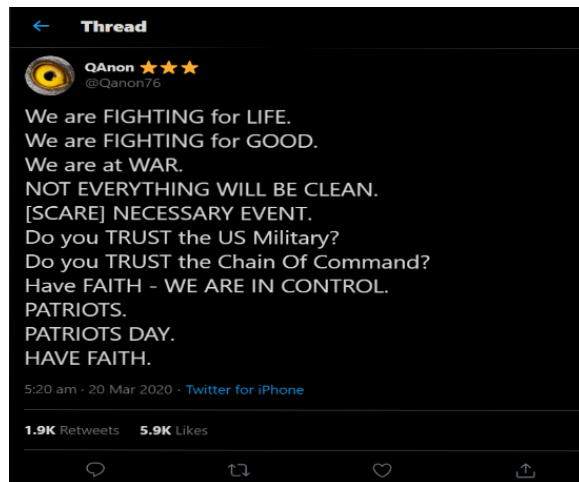 Thread
QAnon ⭐⭐⭐
@Qanon76
We are FIGHTING for LIFE.
We are FIGHTING for GOOD.
We are at WAR.
NOT EVERYTHING WILL BE CLEAN.
[SCARE] NECESSARY EVENT.
Do you TRUST the US Military?
Do you TRUST the Chain Of Command?
Have FAITH - WE ARE IN CONTROL.
PATRIOTS.
PATRIOTS DAY.
HAVE FAITH.
5:20 am · 20 Mar 2020 · Twitter for iPhone
1.9K Retweets 5.9K Likes